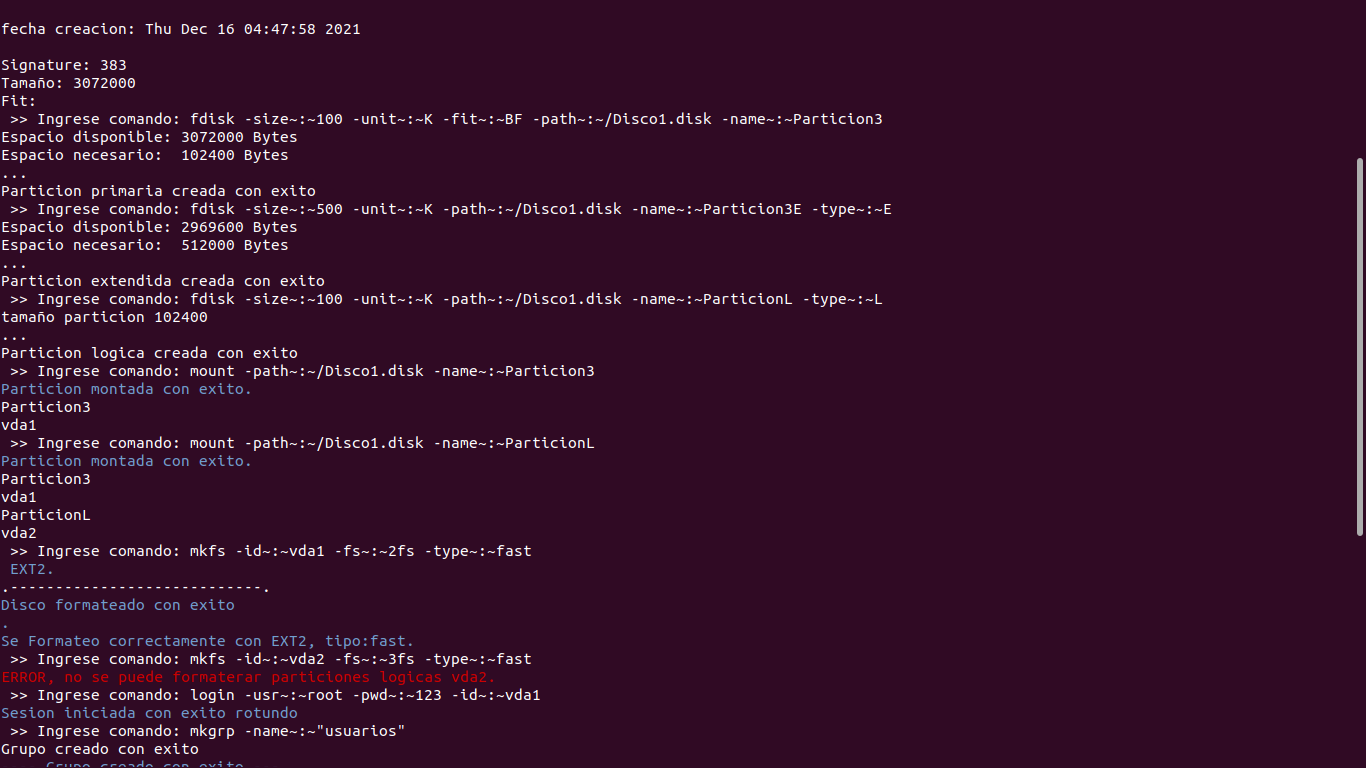 fecha creacion: Thu Dec 16 04:47:58 2021
Signature: 383
Tamaño: 3072000
Fit:
>> Ingrese comando: fdisk -size~:~100 -unit~:~K -fit~:~BF -path~:~/Disco1.disk -name~:~Particion3
Espacio disponible: 3072000 Bytes
Espacio necesario:  102400 Bytes
...
Particion primaria creada con exito
>> Ingrese comando: fdisk -size~:~500 -unit~:~K -path~:~/Disco1.disk -name~:~Particion3E -type~:~E
Espacio disponible: 2969600 Bytes
Espacio necesario:  512000 Bytes
...
Particion extendida creada con exito
>> Ingrese comando: fdisk -size~:~100 -unit~:~K -path~:~/Disco1.disk -name~:~ParticionL -type~:~L
tamaño particion 102400
...
Particion logica creada con exito
>> Ingrese comando: mount -path~:~/Disco1.disk -name~:~Particion3
Particion montada con exito.
Particion3
vda1
>> Ingrese comando: mount -path~:~/Disco1.disk -name~:~ParticionL
Particion montada con exito.
Particion3
vda1
ParticionL
vda2
>> Ingrese comando: mkfs -id~:~vda1 -fs~:~2fs -type~:~fast
EXT2.
.----------------------------.
Disco formateado con exito
.
Se Formateo correctamente con EXT2, tipo:fast.
>> Ingrese comando: mkfs -id~:~vda2 -fs~:~3fs -type~:~fast
ERROR, no se puede formaterar particiones logicas vda2.
>> Ingrese comando: login -usr~:~root -pwd~:~123 -id~:~vda1
Sesion iniciada con exito rotundo
>> Ingrese comando: mkgrp -name~:~"usuarios"
Grupo creado con exito
Grupo creado con exito